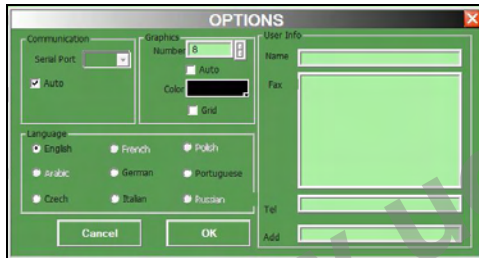 OPTIONS
Communication
Serial Port
Auto
Graphics
Number 8
Auto
Color
Grid
User Info
Name
Fax
Tel
Add
Language
English French Polish
Arabic German Portuguese
Czech Italian Russian
Cancel OK